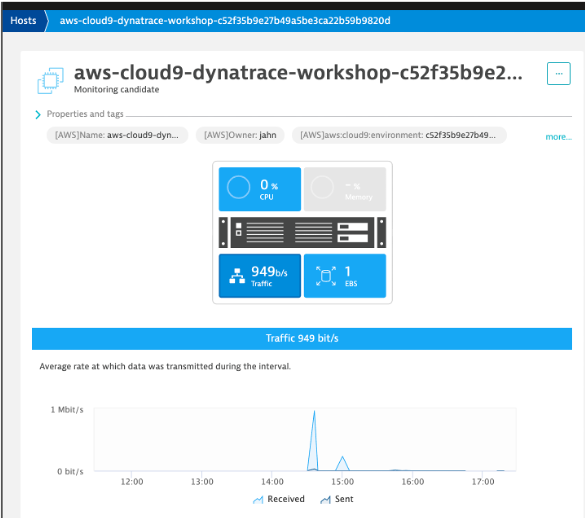 Hosts aws-cloud9-dynatrace-workshop-c52f35b9e27b49a5be3ca22b59b9820d
aws-cloud9-dynatrace-workshop-c52f35b9e2...
...
Monitoring candidate
Properties and tags
[AWS]Name: aws-cloud9-dyn... [AWS]Owner: jahn [AWS]aws:cloud9:environment: c52f35b9e27b49... more...
0 % - %
CPU Memory
949b/s 1
Traffic EBS
Traffic 949 bit/s
Average rate at which data was transmitted during the interval.
1 Mbit/s
0 bit/s
12:00 13:00 14:00 15:00 16:00 17:00
Received Sent